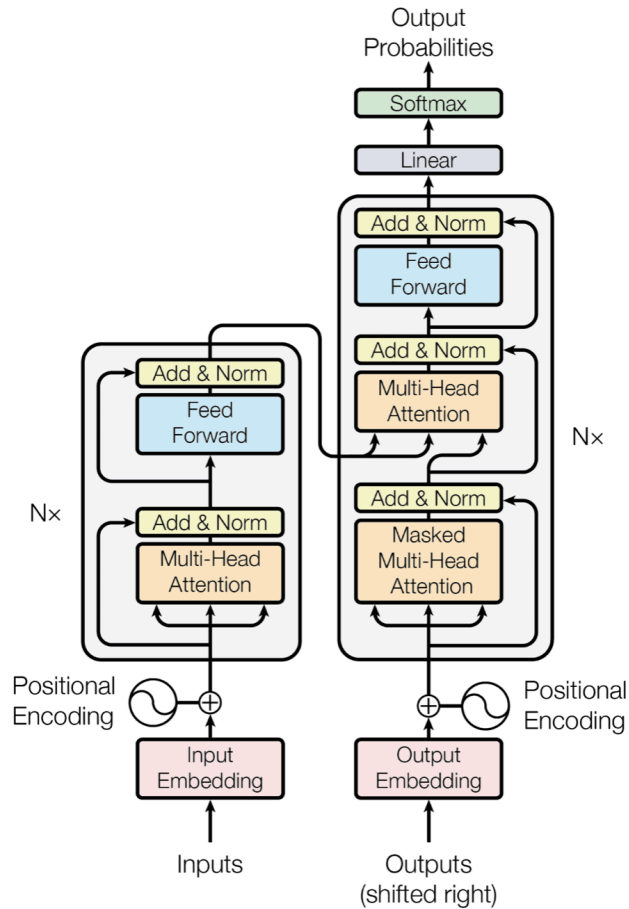 Output
Probabilities
Softmax
Linear
Add & Norm
Feed
Forward
Add & Norm
Multi-Head
Attention
Add & Norm
Masked
Multi-Head
Attention
N×
Add & Norm
Feed
Forward
Add & Norm
Multi-Head
Attention
N×
Positional
Encoding
Positional
Encoding
Input
Embedding
Output
Embedding
Inputs
Outputs
(shifted right)